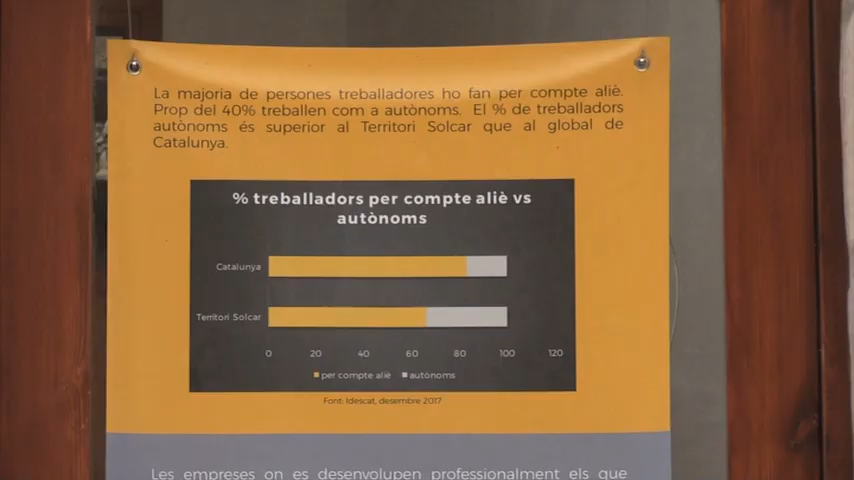 La majoria de persones treballadores ho fan per compte aliè.
Prop del 40% treballen com a autònoms. El % de treballadors
autònoms és superior al Territori Solcar que al global de
Catalunya.
% treballadors per compte aliè vs
autònoms
Catalunya
Territori Solcar
0 20 40 60 80 100 120
per compte aliè autònoms
Font: Idescat, desembre 2017
Les empreses on es desenvolupen professionalment els que